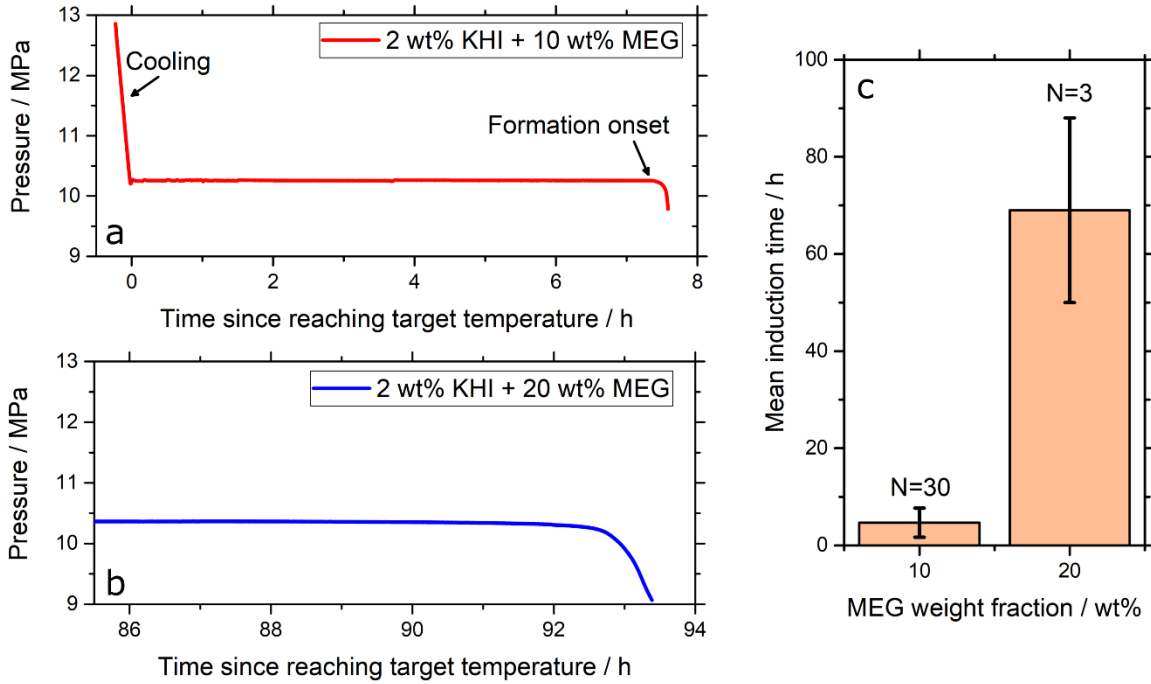 13
12
11
10
9
Pressure / MPa
2 wt% KHI + 10 wt% MEG
Cooling
Formation onset
a
0
2
4
6
8
Time since reaching target temperature / h
13
12
11
10
9
Pressure / MPa
2 wt% KHI + 20 wt% MEG
b
86
88
90
92
94
Time since reaching target temperature / h
100
80
60
40
20
0
Mean induction time / h
c
N=3
N=30
10
20
MEG weight fraction / wt%